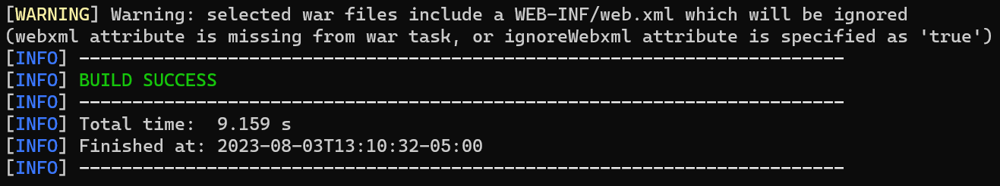 [WARNING] Warning: selected war files include a WEB-INF/web.xml which will be ignored
(webxml attribute is missing from war task, or ignoreWebxml attribute is specified as 'true')
[INFO] ------------------------------------------------------------------------
[INFO] BUILD SUCCESS
[INFO] ------------------------------------------------------------------------
[INFO] Total time:  9.159 s
[INFO] Finished at: 2023-08-03T13:10:32-05:00
[INFO] ------------------------------------------------------------------------